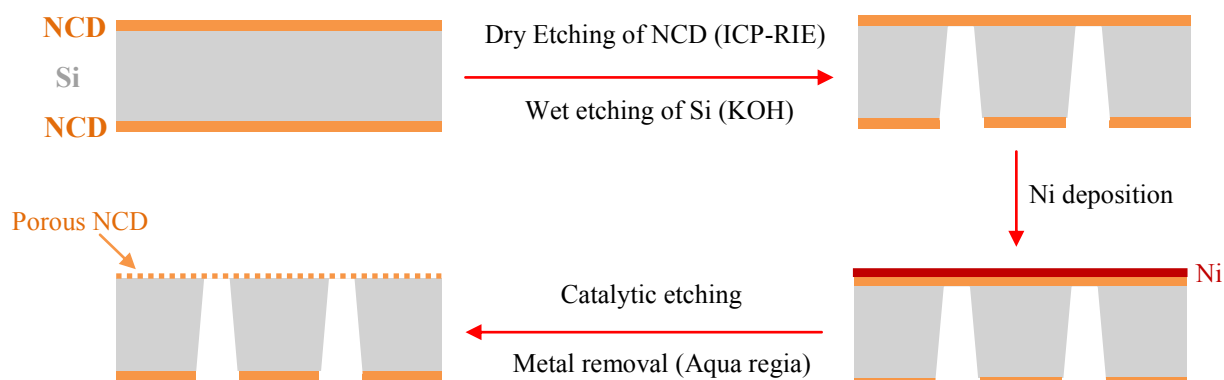 NCD
Si
NCD
Dry Etching of NCD (ICP-RIE)
Wet etching of Si (KOH)
Ni deposition
Ni
Catalytic etching
Metal removal (Aqua regia)
Porous NCD